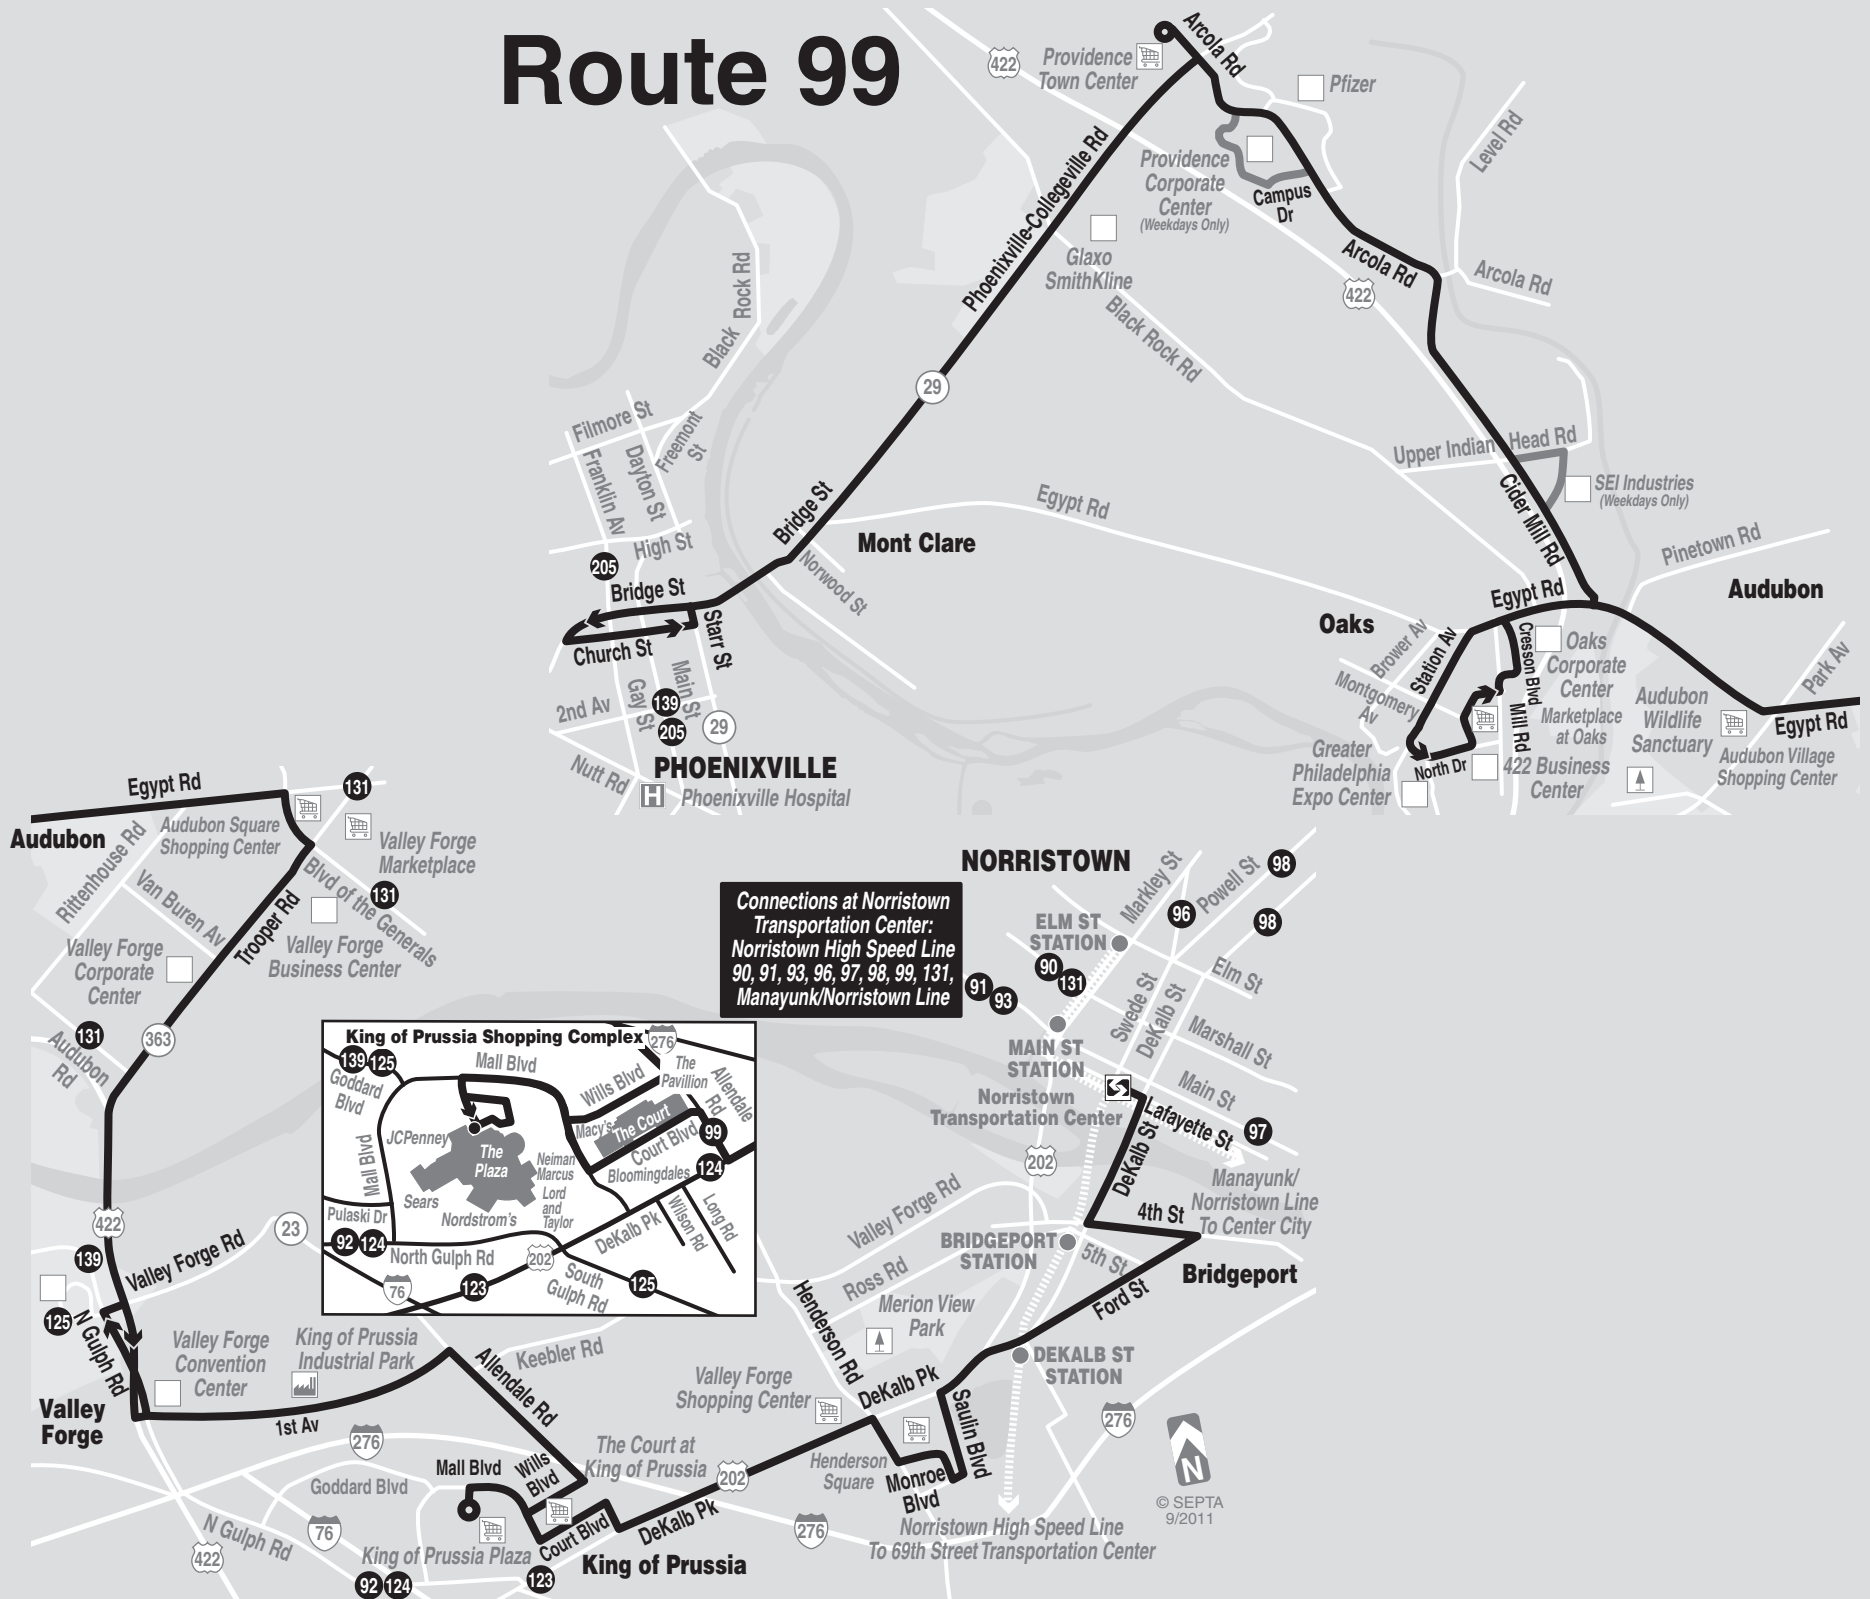 Route 99
422
Providence
Town Center
Arcola Rd
Pfizer
Level Rd
Phoenixville-Collegeville Rd
Providence
Corporate
Center
(Weekdays Only)
Campus
Dr
Glaxo
SmithKline
Arcola Rd
Arcola Rd
422
Black Rock Rd
Black Rock Rd
29
Filmore St
Freemont
St
Franklin Av
Dayton St
High St
Bridge St
Egypt Rd
Mont Clare
Norwood St
205
Bridge St
Church St
Starr St
2nd Av
Gay St
Main St
139
205
29
Nutt Rd
PHOENIXVILLE
H
Phoenixville Hospital
Upper Indian Head Rd
SEI Industries
(Weekdays Only)
Cider Mill Rd
Pinetown Rd
Audubon
Egypt Rd
Oaks
Brower Av
Montgomery
Av
Station Av
Cresson Blvd
Oaks
Corporate
Center
Marketplace
at Oaks
Mill Rd
North Dr
422 Business
Center
Greater
Philadelphia
Expo Center
Audubon
Wildlife
Sanctuary
Park Av
Egypt Rd
Audubon Village
Shopping Center
Egypt Rd
131
Audubon
Audubon Square
Shopping Center
Valley Forge
Marketplace
Rittenhouse Rd
Van Buren Av
Trooper Rd
Blvd of the Generals
131
Valley Forge
Business Center
Valley Forge
Corporate
Center
131
Audubon
Rd
363
422
139
Valley Forge Rd
23
125
N Gulph Rd
Valley Forge
Convention
Center
King of Prussia
Industrial Park
Valley
Forge
1st Av
276
Allendale Rd
Keebler Rd
Goddard Blvd
Mall Blvd
Wills
Blvd
The Court at
King of Prussia
N Gulph Rd
76
422
King of Prussia Plaza
Court Blvd
DeKalb Pk
King of Prussia
92
124
123
202
276
King of Prussia Shopping Complex
276
139
125
Goddard
Blvd
Mall Blvd
Wills Blvd
The
Pavillion
Allendale
Rd
Macy's
The Court
Court Blvd
99
Bloomingdales
124
JCPenney
The
Plaza
Neiman
Marcus
Lord
and
Taylor
Sears
Nordstrom's
Mall Blvd
Pulaski Dr
92
124
North Gulph Rd
202
DeKalb Pk
Wilson Rd
Long Rd
76
123
South
Gulph Rd
125
NORRISTOWN
Connections at Norristown
Transportation Center:
Norristown High Speed Line
90, 91, 93, 96, 97, 98, 99, 131,
Manayunk/Norristown Line
Markley St
Powell St
98
96
98
ELM ST
STATION
90
131
91
93
Elm St
Swede St
DeKalb St
Marshall St
MAIN ST
STATION
Main St
Norristown
Transportation Center
Lafayette St
97
DeKalb St
202
Manayunk/
Norristown Line
To Center City
4th St
Valley Forge Rd
BRIDGEPORT
STATION
5th St
Bridgeport
Ross Rd
Ford St
Henderson Rd
Merion View
Park
DEKALB ST
STATION
Valley Forge
Shopping Center
DeKalb Pk
Saulin Blvd
Henderson
Square
Monroe
Blvd
276
N
© SEPTA
9/2011
Norristown High Speed Line
To 69th Street Transportation Center